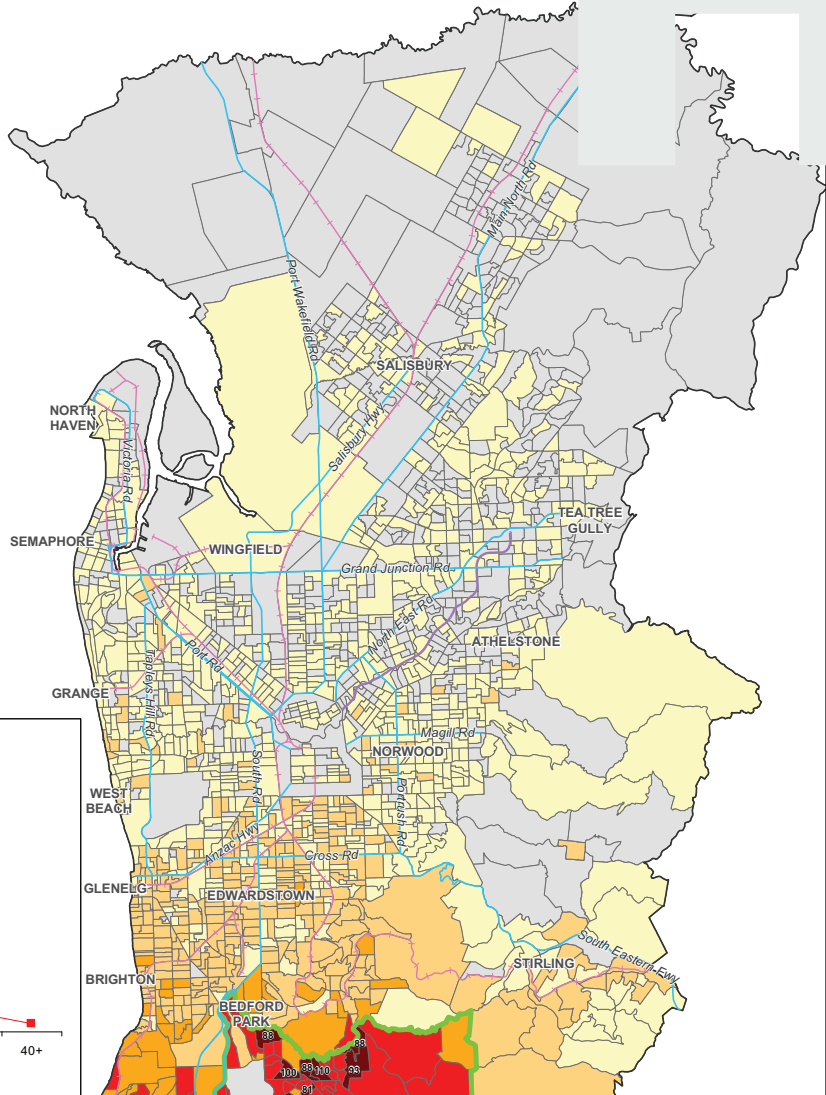 Main North Rd
Port Wakefield Rd
SALISBURY
NORTH
HAVEN
Salisbury Hwy
Victoria Rd
TEA TREE
GULLY
SEMAPHORE
WINGFIELD
Grand Junction Rd
North East Rd
ATHELSTONE
Port Rd
Tapleys Hill Rd
GRANGE
Magill Rd
NORWOOD
South Rd
Portrush Rd
WEST
BEACH
Anzac Hwy
Cross Rd
GLENELG
EDWARDSTOWN
South Eastern Fwy
STIRLING
BRIGHTON
BEDFORD
PARK
40+
88
88
100
88
110
93
81